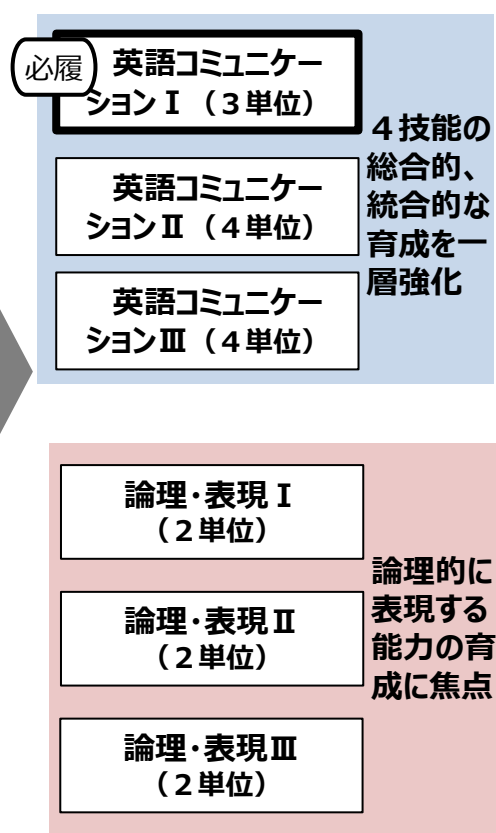 必履
英語コミュニケー
ションⅠ（３単位）
英語コミュニケー
ションⅡ（４単位）
英語コミュニケー
ションⅢ（４単位）
４技能の
総合的、
統合的な
育成を一
層強化
論理・表現Ⅰ
（２単位）
論理・表現Ⅱ
（２単位）
論理・表現Ⅲ
（２単位）
論理的に
表現する
能力の育
成に焦点